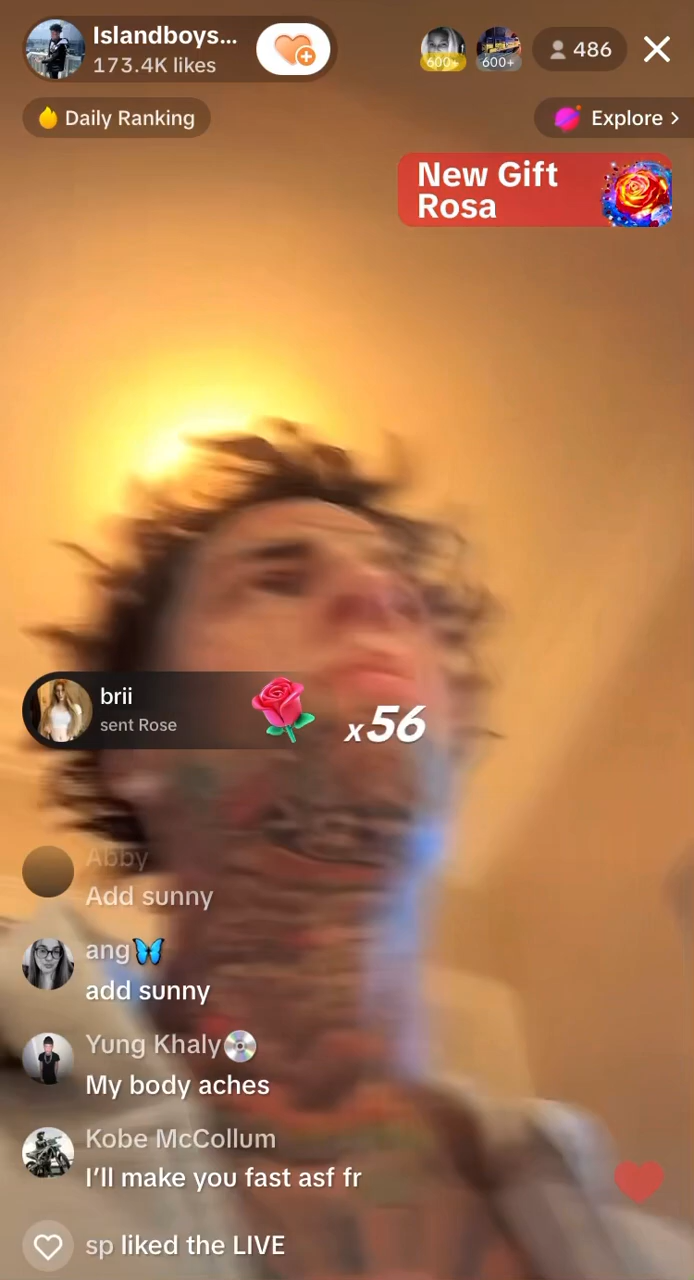 Islandboys...
173.4K likes
600+
600+
486
Daily Ranking
Explore >
New Gift
Rosa
brii
sent Rose
x56
Abby
Add sunny
ang🦋
add sunny
Yung Khaly💿
My body aches
Kobe McCollum
I’ll make you fast asf fr
sp liked the LIVE